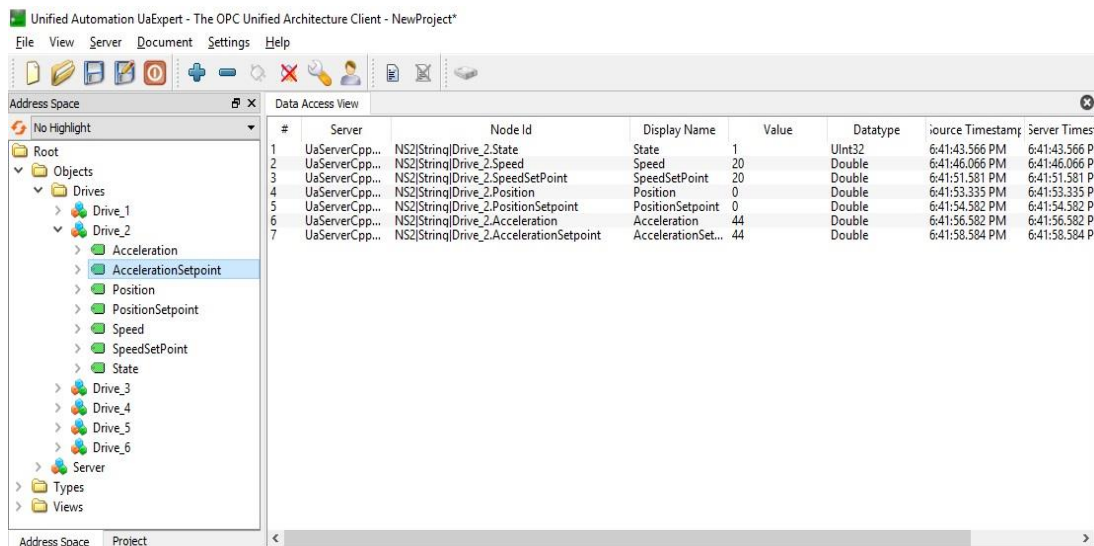 Unified Automation UaExpert - The OPC Unified Architecture Client - NewProject*
File View Server Document Settings Help
Address Space
Data Access View
No Highlight
# Server Node Id Display Name Value Datatype Source Timestamp Server Times
Root
Objects
Drives
Drive_1
Drive_2
Acceleration
AccelerationSetpoint
Position
PositionSetpoint
Speed
SpeedSetPoint
State
Drive_3
Drive_4
Drive_5
Drive_6
Server
Types
Views
1 UaServerCpp... NS2|String|Drive_2.State State 1 UInt32 6:41:43.566 PM 6:41:43.566 P
2 UaServerCpp... NS2|String|Drive_2.Speed Speed 20 Double 6:41:46.066 PM 6:41:46.066 P
3 UaServerCpp... NS2|String|Drive_2.SpeedSetPoint SpeedSetPoint 20 Double 6:41:51.581 PM 6:41:51.581 P
4 UaServerCpp... NS2|String|Drive_2.Position Position 0 Double 6:41:53.335 PM 6:41:53.335 P
5 UaServerCpp... NS2|String|Drive_2.PositionSetpoint PositionSetpoint 0 Double 6:41:54.582 PM 6:41:54.582 P
6 UaServerCpp... NS2|String|Drive_2.Acceleration Acceleration 44 Double 6:41:56.582 PM 6:41:56.582 P
7 UaServerCpp... NS2|String|Drive_2.AccelerationSetpoint AccelerationSet... 44 Double 6:41:58.584 PM 6:41:58.584 P
Address Space Project